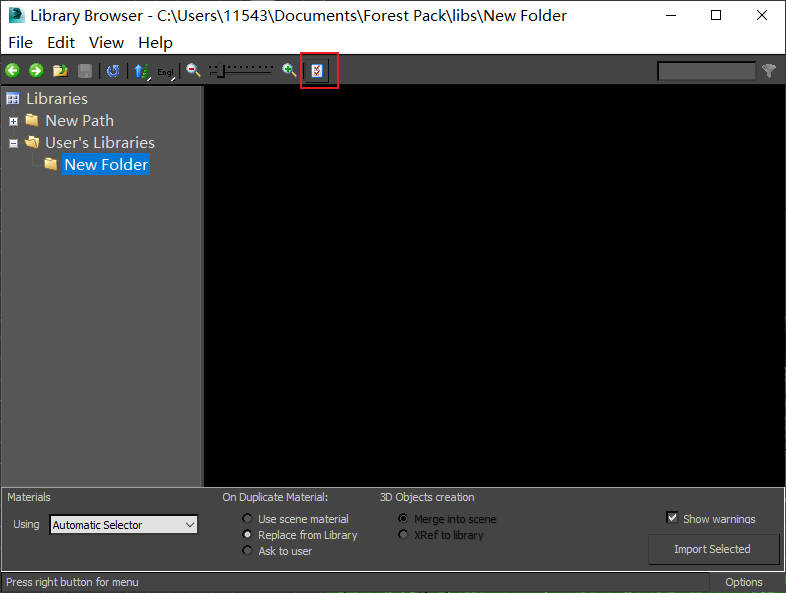 Library Browser - C:\Users\11543\Documents\Forest Pack\libs\New Folder
File Edit View Help
Engl
Libraries
New Path
User's Libraries
New Folder
Materials
On Duplicate Material:
3D Objects creation
Using
Automatic Selector
Use scene material
Replace from Library
Ask to user
Merge into scene
XRef to library
Show warnings
Import Selected
Press right button for menu
Options